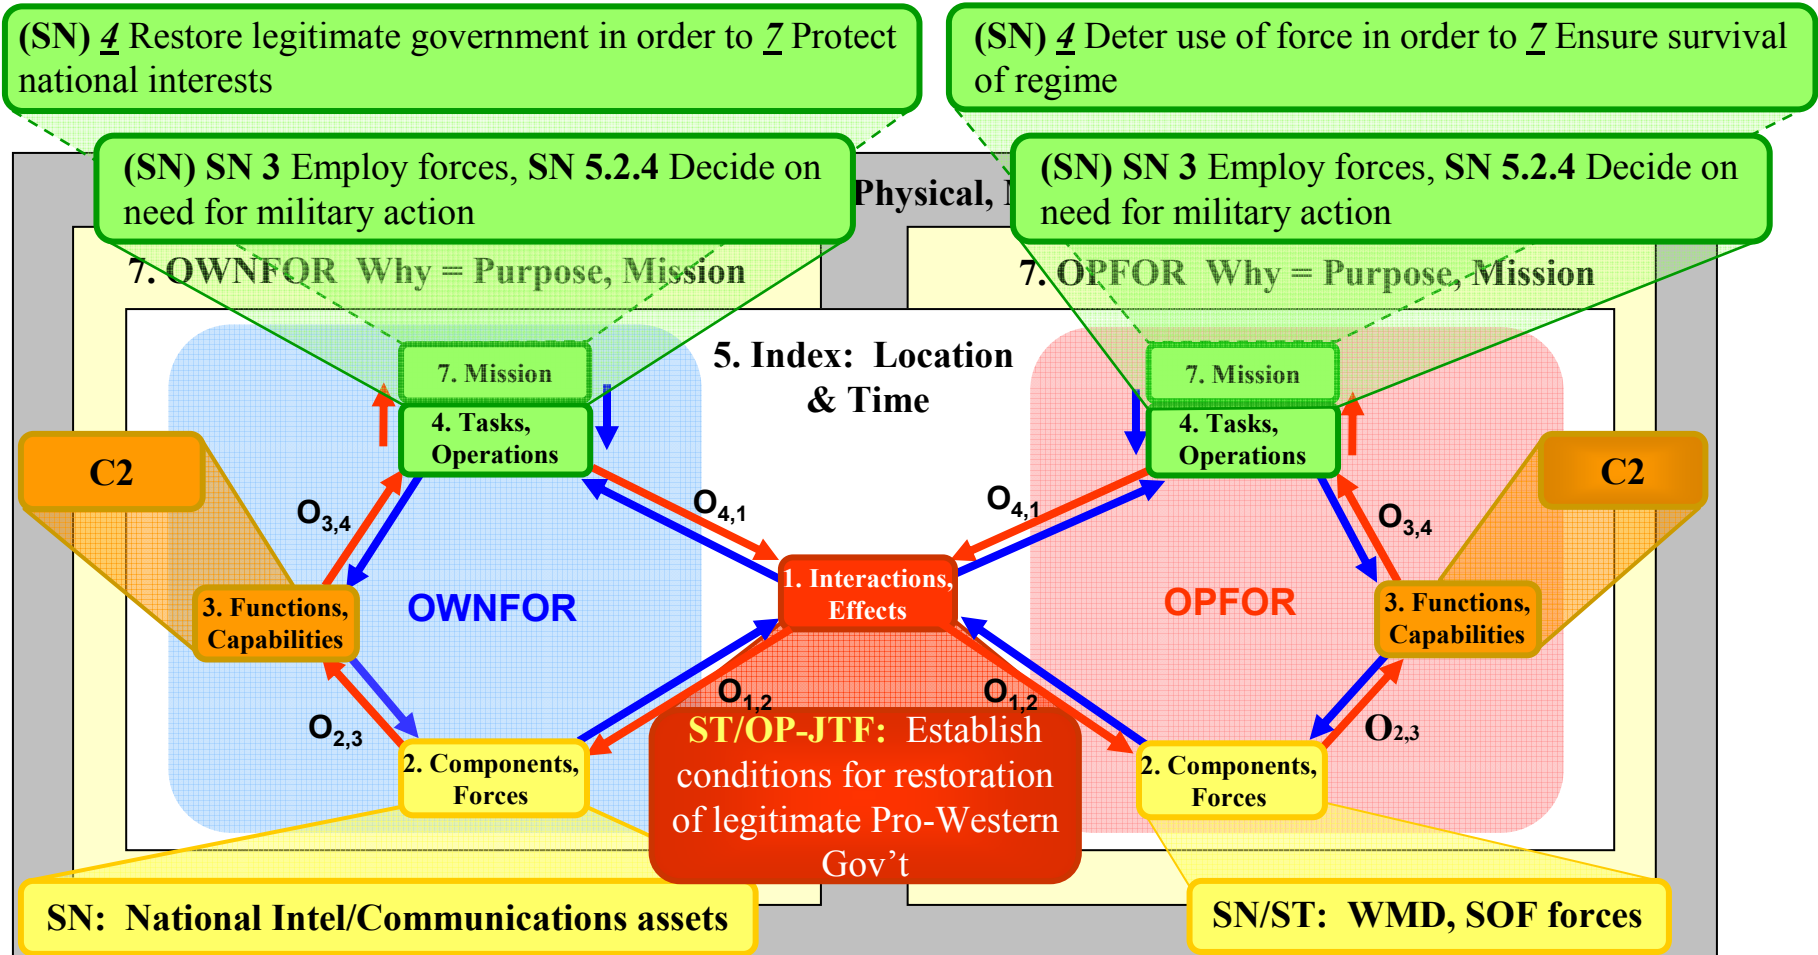 (SN) 4 Restore legitimate government in order to 7 Protect
national interests
(SN) 4 Deter use of force in order to 7 Ensure survival
of regime
(SN) SN 3 Employ forces, SN 5.2.4 Decide on
need for military action
Physical,
(SN) SN 3 Employ forces, SN 5.2.4 Decide on
need for military action
7. OWNFOR Why = Purpose, Mission
7. OPFOR Why = Purpose, Mission
5. Index: Location
& Time
7. Mission
4. Tasks,
Operations
7. Mission
4. Tasks,
Operations
C2
C2
O3,4
O4,1
O4,1
O3,4
1. Interactions,
Effects
3. Functions,
Capabilities
OWNFOR
OPFOR
3. Functions,
Capabilities
O1,2
O1,2
O2,3
O2,3
2. Components,
Forces
2. Components,
Forces
ST/OP-JTF: Establish
conditions for restoration
of legitimate Pro-Western
Gov't
SN: National Intel/Communications assets
SN/ST: WMD, SOF forces